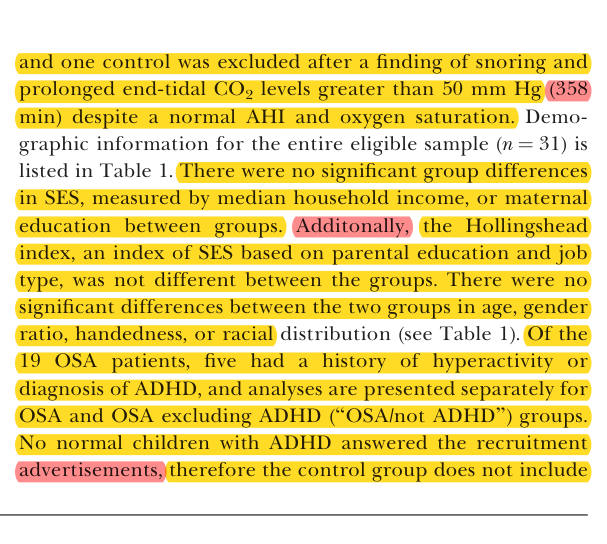 and one control was excluded after a finding of snoring and
prolonged end-tidal CO₂ levels greater than 50 mm Hg (358
min) despite a normal AHI and oxygen saturation. Demo-
graphic information for the entire eligible sample (n = 31) is
listed in Table 1. There were no significant group differences
in SES, measured by median household income, or maternal
education between groups. Additonally, the Hollingshead
index, an index of SES based on parental education and job
type, was not different between the groups. There were no
significant differences between the two groups in age, gender
ratio, handedness, or racial distribution (see Table 1). Of the
19 OSA patients, five had a history of hyperactivity or
diagnosis of ADHD, and analyses are presented separately for
OSA and OSA excluding ADHD (“OSA/not ADHD”) groups.
No normal children with ADHD answered the recruitment
advertisements, therefore the control group does not include